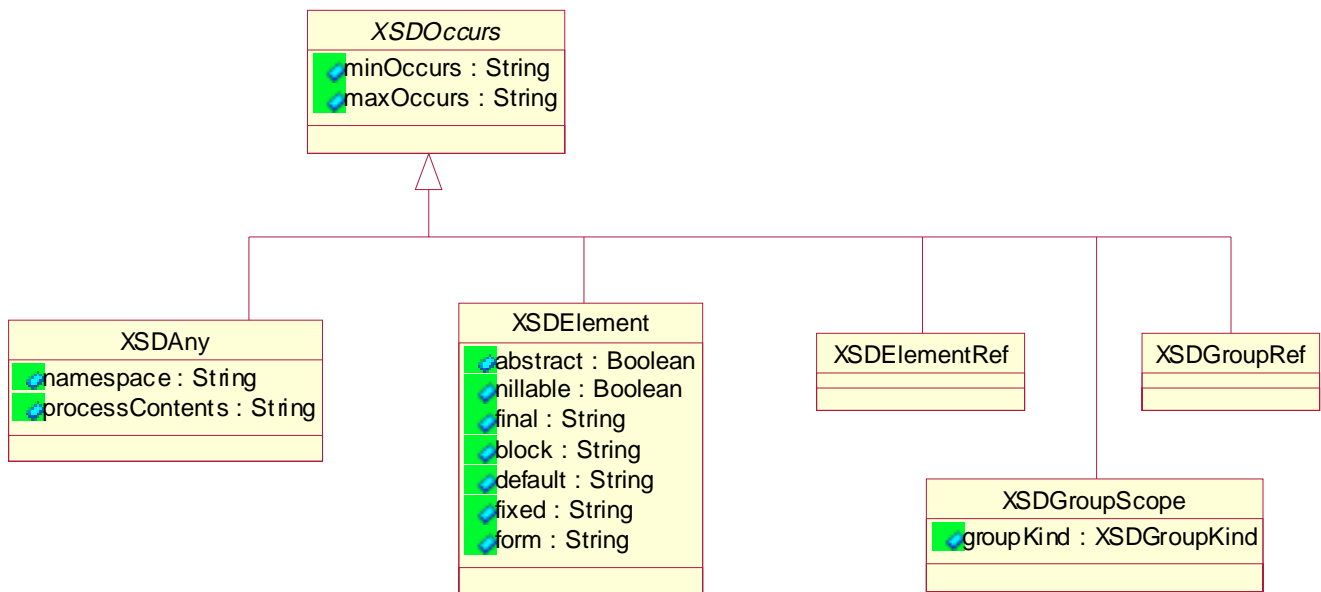 XSDOccurs
minOccurs : String
maxOccurs : String
XSDAny
namespace : String
processContents : String
XSDElement
abstract : Boolean
nillable : Boolean
final : String
block : String
default : String
fixed : String
form : String
XSDElementRef
XSDGroupRef
XSDGroupScope
groupKind : XSDGroupKind